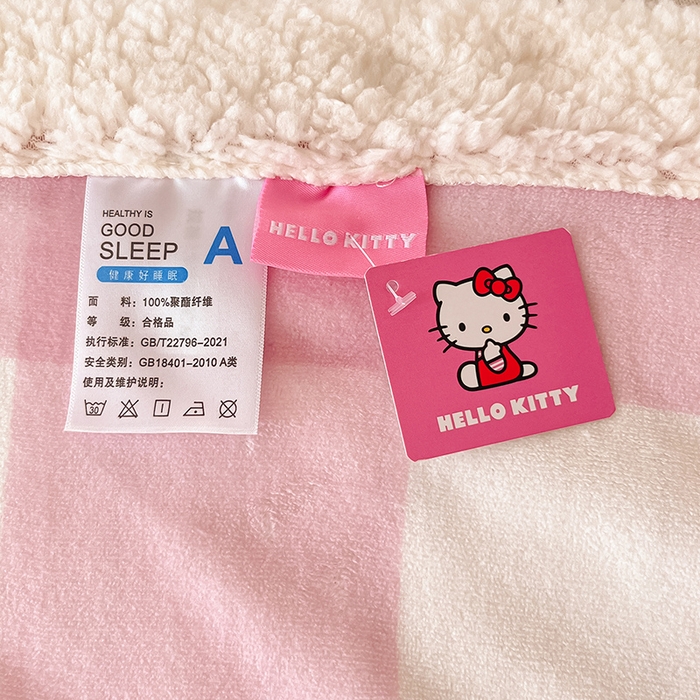 HEALTHY IS
GOOD
SLEEP
A
健康好睡眠
面 料：100%聚酯纤维
等 级：合格品
执行标准：GB/T22796-2021
安全类别：GB18401-2010 A类
使用及维护说明：
30
HELLO KITTY
HELLO KITTY